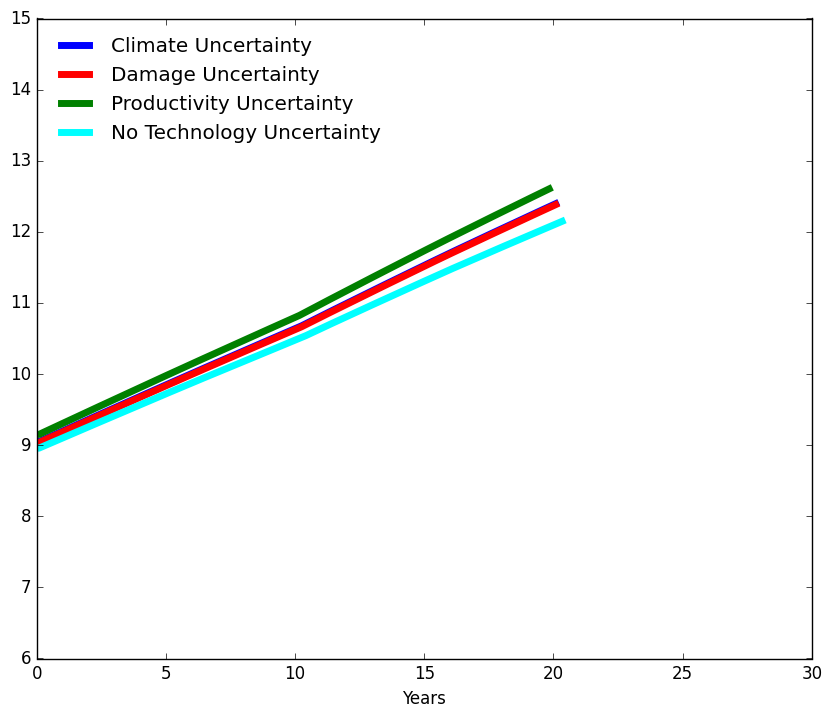 15
14
13
12
11
10
9
8
7
6
Climate Uncertainty
Damage Uncertainty
Productivity Uncertainty
No Technology Uncertainty
0 5 10 15 20 25 30
Years